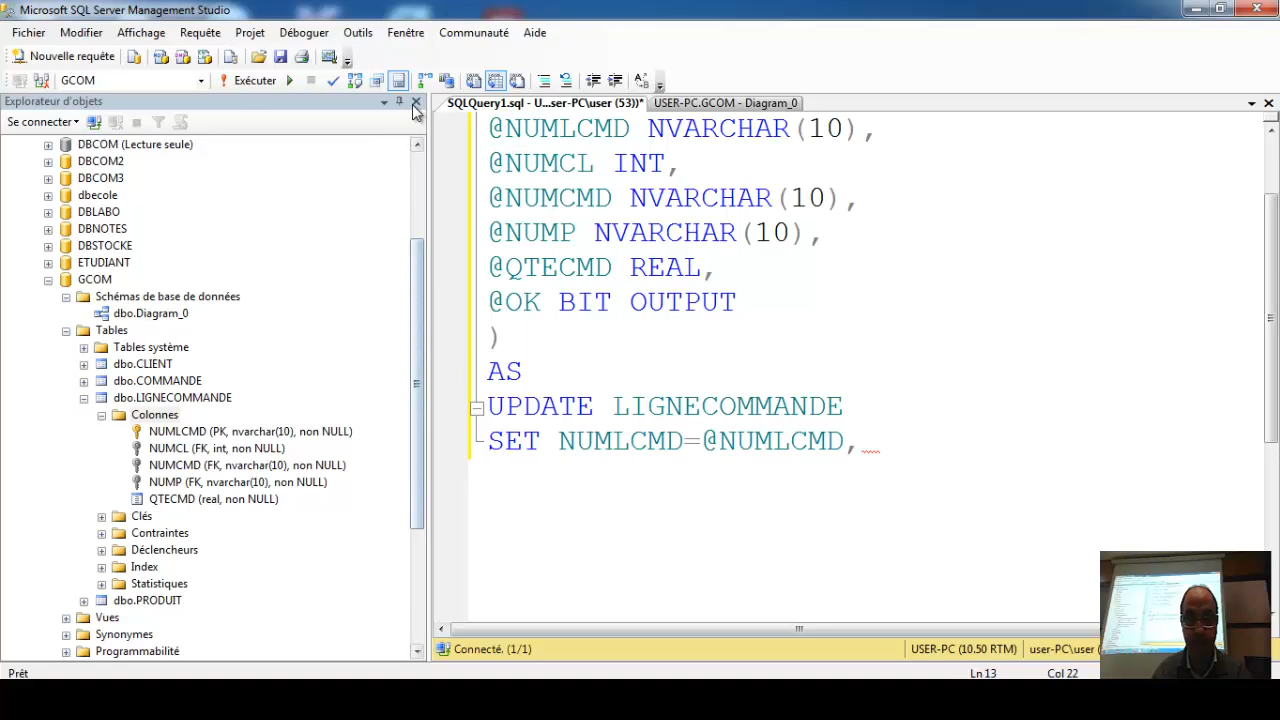 Microsoft SQL Server Management Studio
Fichier Modifier Affichage Requête Projet Déboguer Outils Fenêtre Communauté Aide
Nouvelle requête
GCOM Exécuter
Explorateur d'objets
SQLQuery1.sql - U...ser-PC\user (53))* USER-PC.GCOM - Diagram_0
Se connecter
DBCOM (Lecture seule)
DBCOM2
DBCOM3
dbecole
DBLABO
DBNOTES
DBSTOCKE
ETUDIANT
GCOM
Schémas de base de données
dbo.Diagram_0
Tables
Tables système
dbo.CLIENT
dbo.COMMANDE
dbo.LIGNECOMMANDE
Colonnes
NUMLCMD (PK, nvarchar(10), non NULL)
NUMCL (FK, int, non NULL)
NUMCMD (FK, nvarchar(10), non NULL)
NUMP (FK, nvarchar(10), non NULL)
QTECMD (real, non NULL)
Clés
Contraintes
Déclencheurs
Index
Statistiques
dbo.PRODUIT
Vues
Synonymes
Programmabilité
@NUMLCMD NVARCHAR(10),
@NUMCL INT,
@NUMCMD NVARCHAR(10),
@NUMP NVARCHAR(10),
@QTECMD REAL,
@OK BIT OUTPUT
)
AS
UPDATE LIGNECOMMANDE
SET NUMLCMD=@NUMLCMD,
Connecté. (1/1) USER-PC (10.50 RTM) user-PC\user (
Prêt Ln 13 Col 22